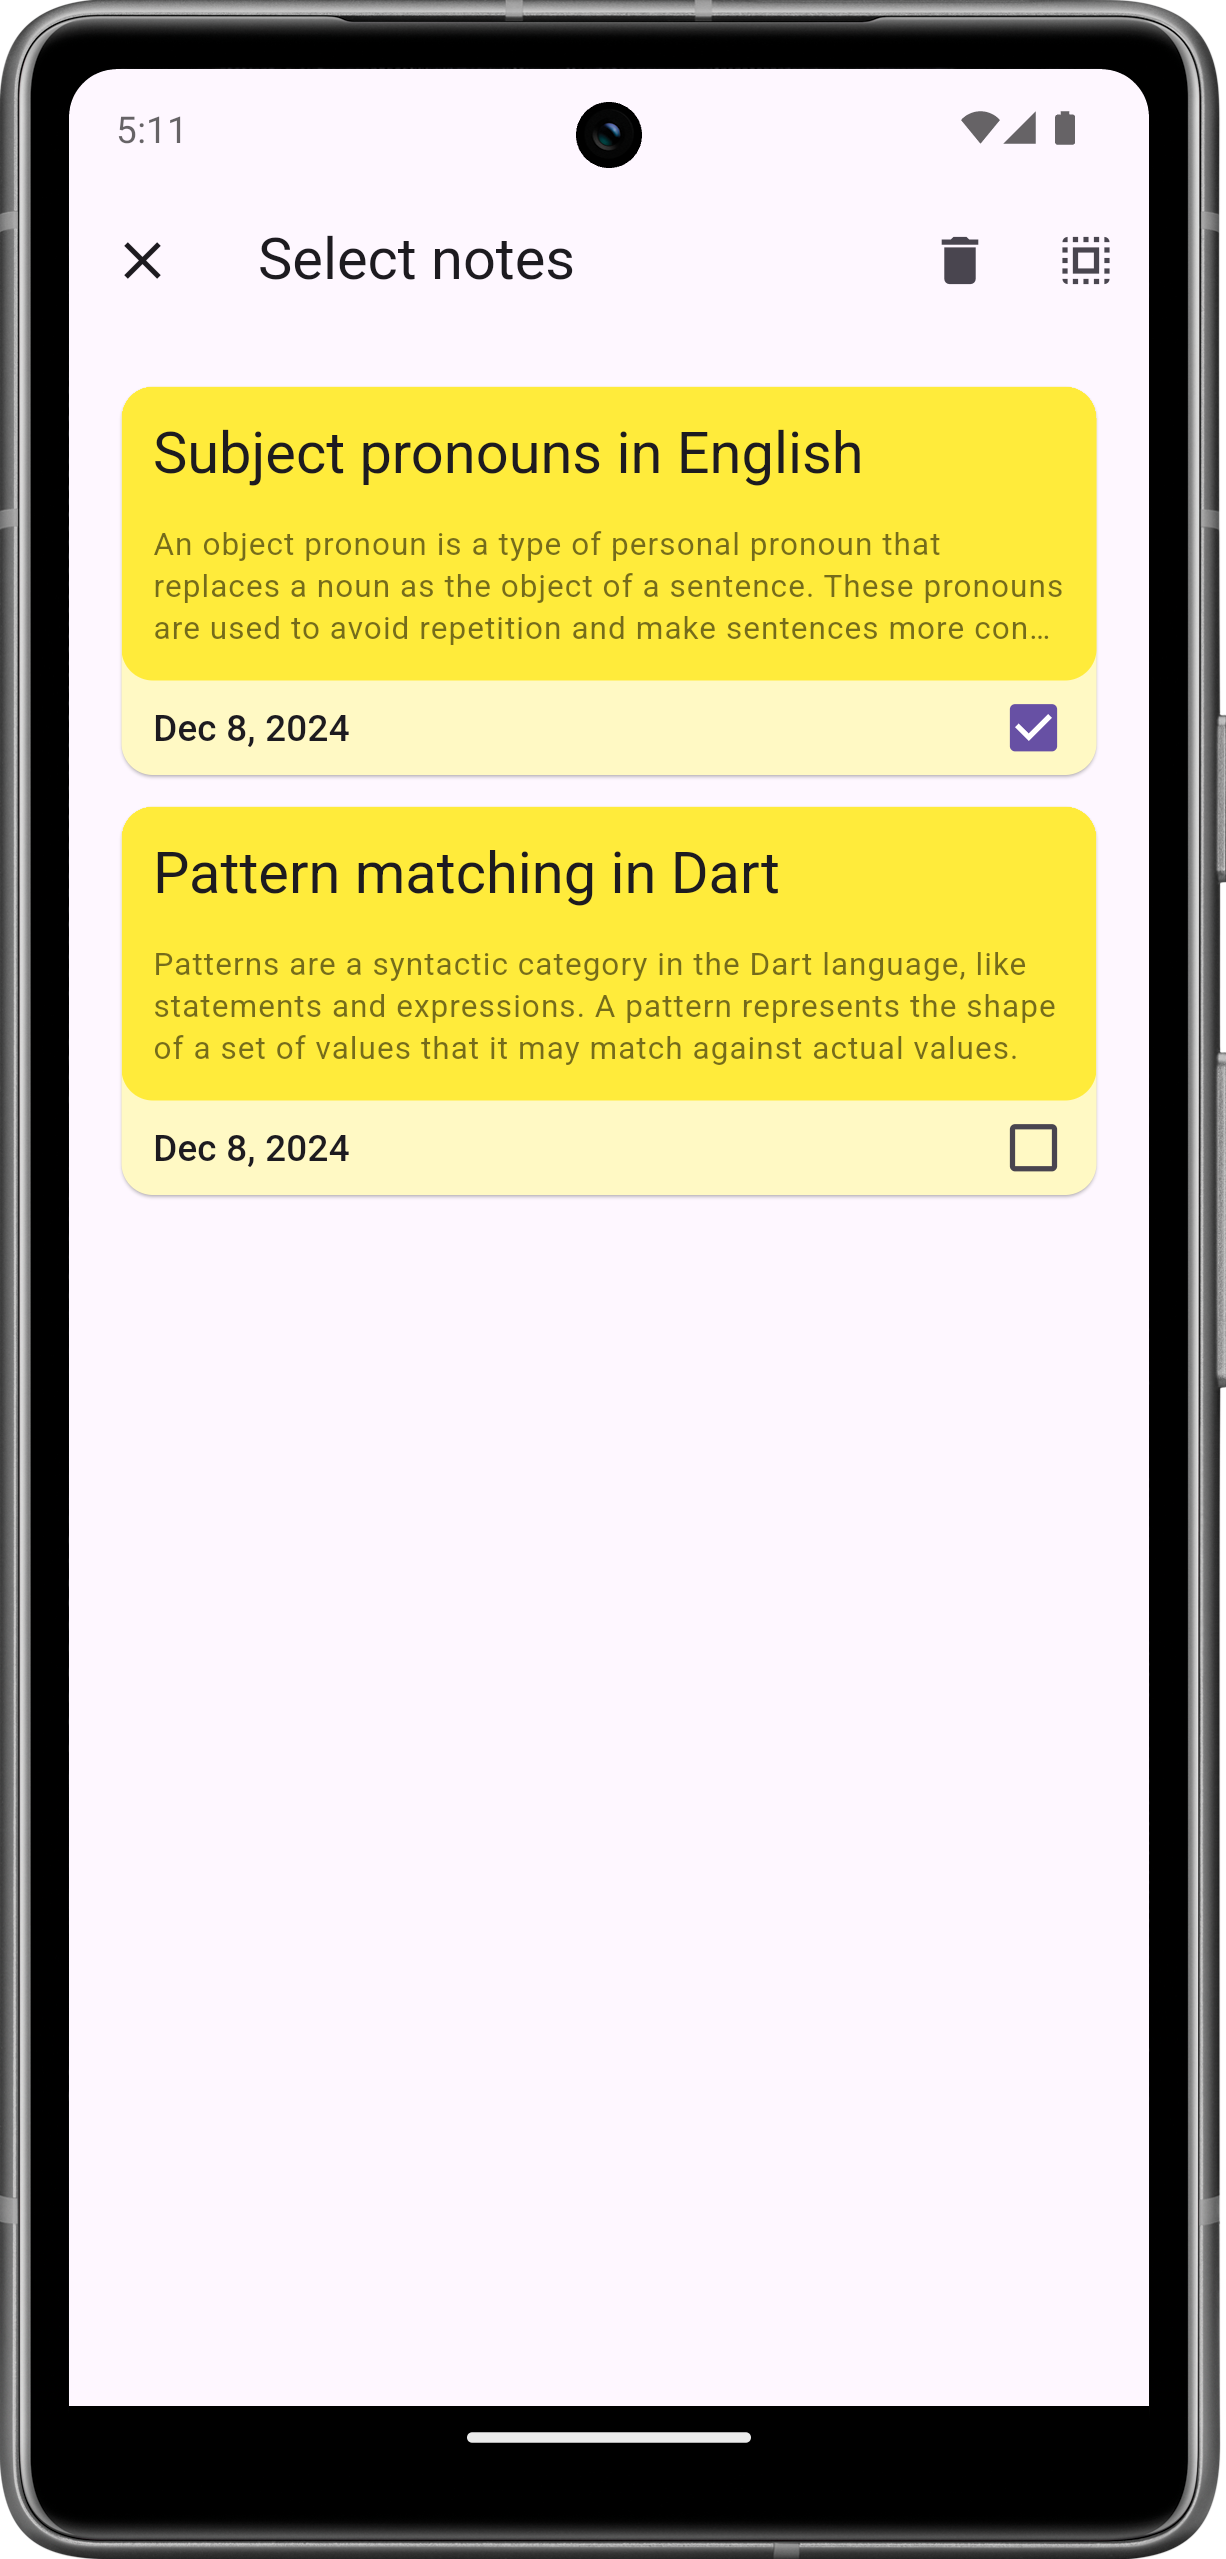 5:11
Select notes
Subject pronouns in English
An object pronoun is a type of personal pronoun that
replaces a noun as the object of a sentence. These pronouns
are used to avoid repetition and make sentences more con…
Dec 8, 2024
Pattern matching in Dart
Patterns are a syntactic category in the Dart language, like
statements and expressions. A pattern represents the shape
of a set of values that it may match against actual values.
Dec 8, 2024